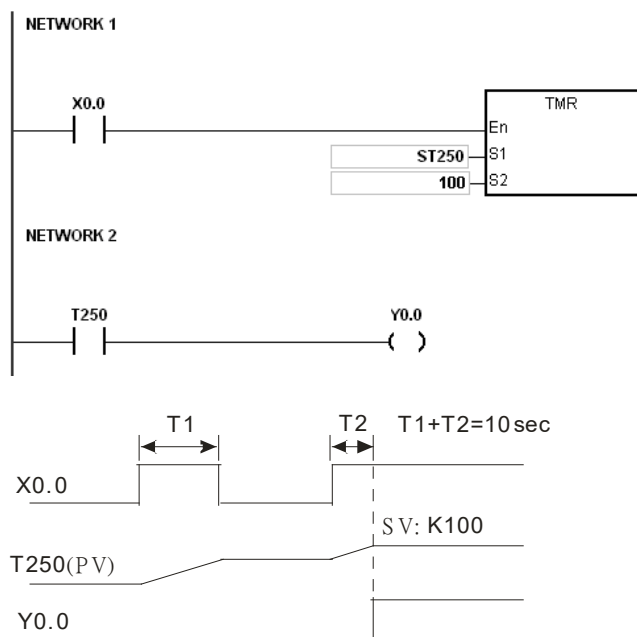 NETWORK 1
X0.0
TMR
En
ST250 S1
100 S2
NETWORK 2
T250 Y0.0
T1 T2 T1+T2=10sec
X0.0
SV: K100
T250(PV)
Y0.0